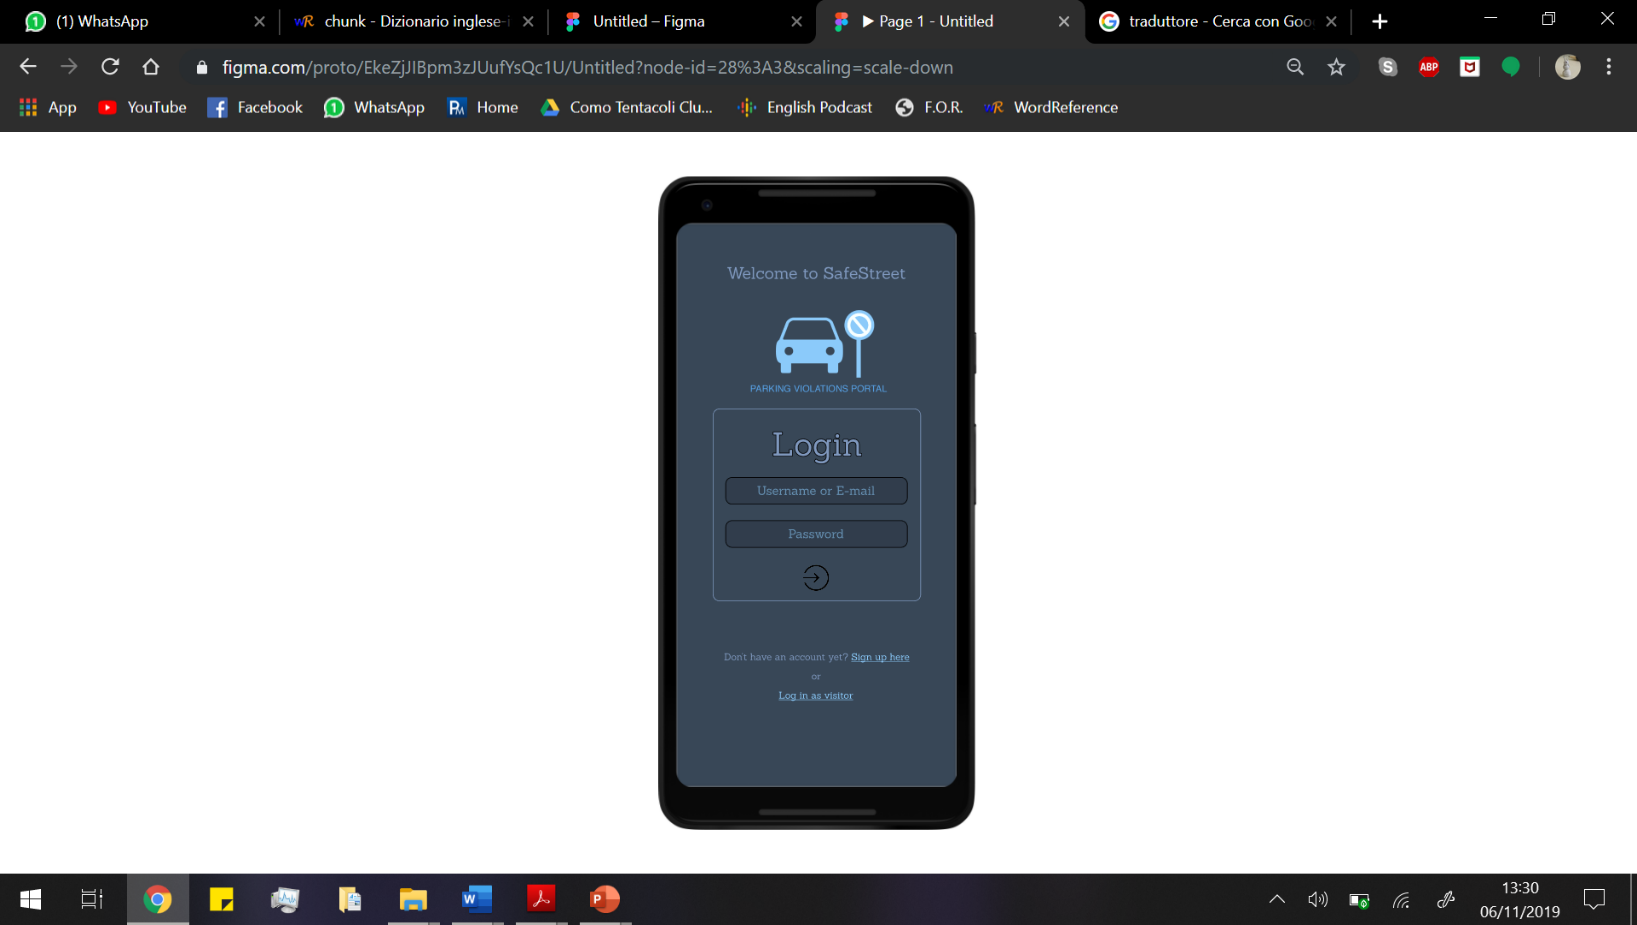 (1) WhatsApp
chunk - Dizionario inglese-i
Untitled – Figma
Page 1 - Untitled
traduttore - Cerca con Goo
figma.com/proto/EkeZjJIBpm3zJUufYsQc1U/Untitled?node-id=28%3A3&scaling=scale-down
ABP
App
YouTube
Facebook
WhatsApp
Home
Como Tentacoli Clu...
English Podcast
F.O.R.
WordReference
Welcome to SafeStreet
PARKING VIOLATIONS PORTAL
Login
Username or E-mail
Password
Don't have an account yet? Sign up here
or
Log in as visitor
13:30
06/11/2019